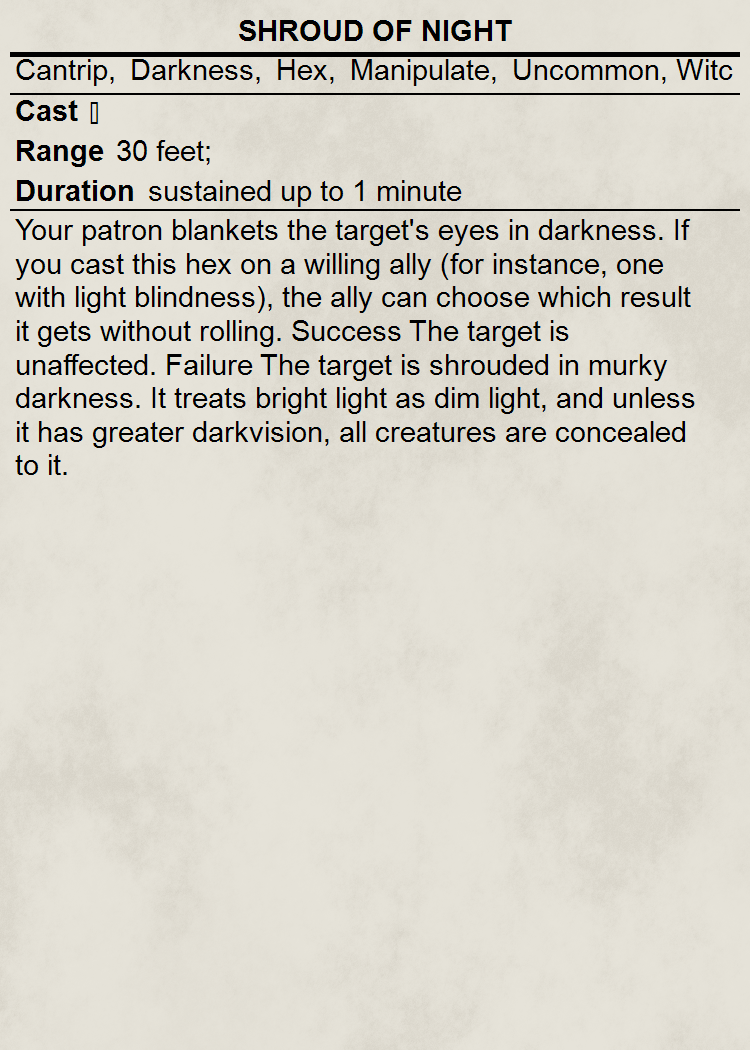 SHROUD OF NIGHT
Cantrip, Darkness, Hex, Manipulate, Uncommon, Witc
Cast ▯
Range 30 feet;
Duration sustained up to 1 minute
Your patron blankets the target's eyes in darkness. If
you cast this hex on a willing ally (for instance, one
with light blindness), the ally can choose which result
it gets without rolling. Success The target is
unaffected. Failure The target is shrouded in murky
darkness. It treats bright light as dim light, and unless
it has greater darkvision, all creatures are concealed
to it.